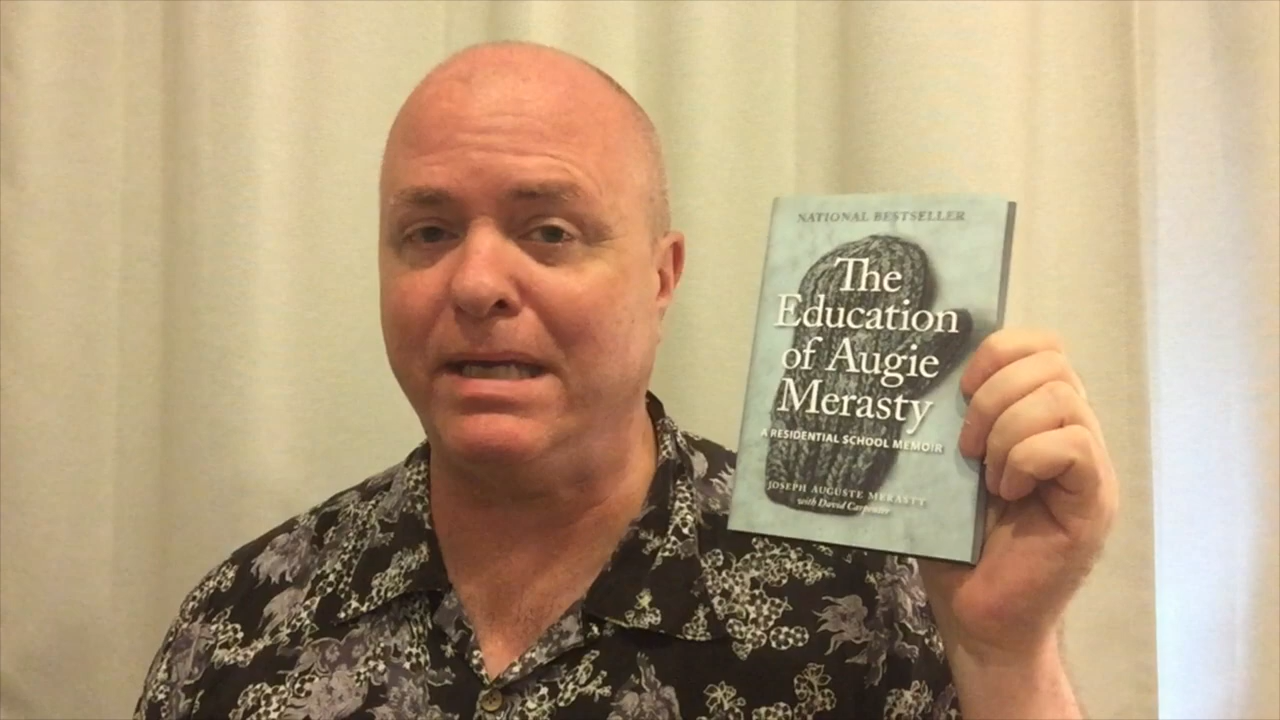 NATIONAL BESTSELLER
The
Education
of Augie
Merasty
A RESIDENTIAL SCHOOL MEMOIR
JOSEPH AUGUSTE MERASTY
with David Carpenter